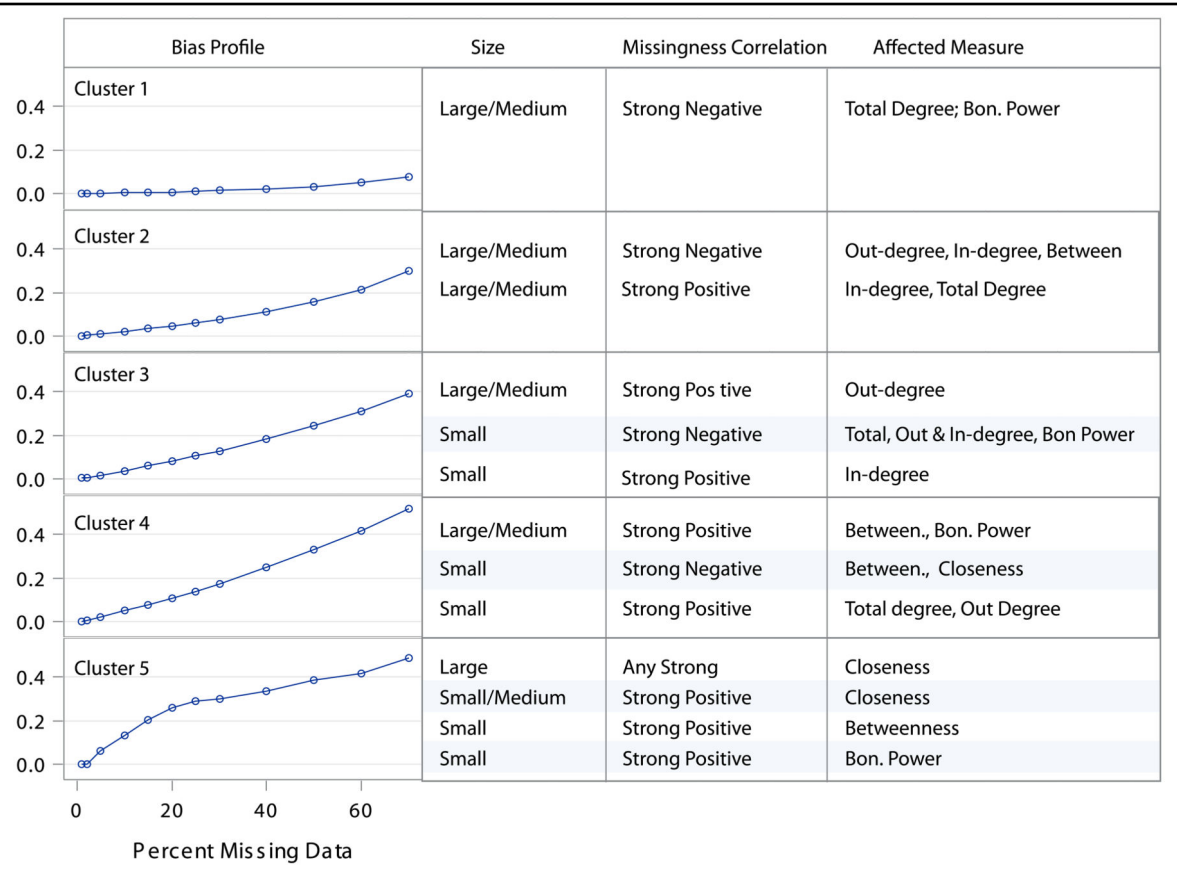 Bias Profile Size Missingness Correlation Affected Measure
Cluster 1
0.4
0.2
0.0
Large/Medium Strong Negative Total Degree; Bon. Power
Cluster 2
0.4
0.2
0.0
Large/Medium Strong Negative Out-degree, In-degree, Between
Large/Medium Strong Positive In-degree, Total Degree
Cluster 3
0.4
0.2
0.0
Large/Medium Strong Pos tive Out-degree
Small Strong Negative Total, Out & In-degree, Bon Power
Small Strong Positive In-degree
Cluster 4
0.4
0.2
0.0
Large/Medium Strong Positive Between., Bon. Power
Small Strong Negative Between., Closeness
Small Strong Positive Total degree, Out Degree
Cluster 5
0.4
0.2
0.0
Large Any Strong Closeness
Small/Medium Strong Positive Closeness
Small Strong Positive Betweenness
Small Strong Positive Bon. Power
0 20 40 60
Percent Missing Data